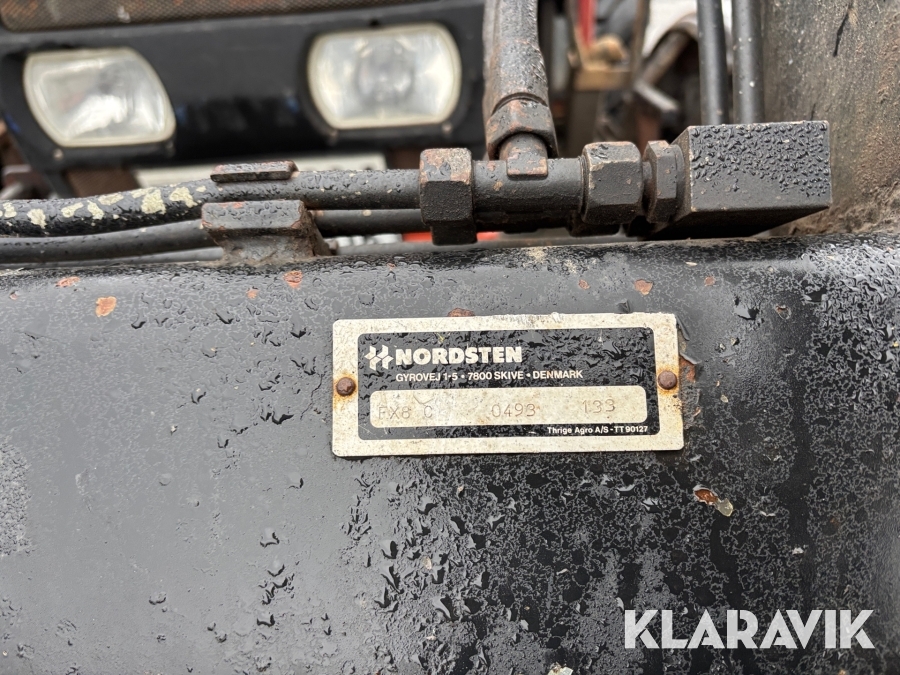 NORDSTEN
GYROVEJ 1-5 • 7800 SKIVE • DENMARK
0493 133
Thrige Agro A/S - TT 90127
KLARAVIK